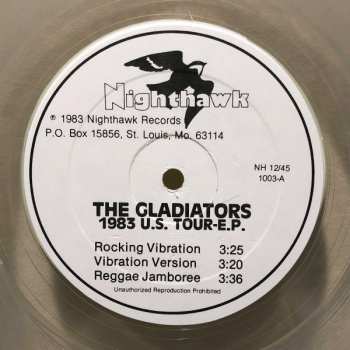 Nighthawk
℗ 1983 Nighthawk Records
P.O. Box 15856, St. Louis, Mo. 63114
NH 12/45
1003-A
THE GLADIATORS
1983 U.S. TOUR-E.P.
Rocking Vibration 3:25
Vibration Version 3:20
Reggae Jamboree 3:36
Unauthorized Reproduction Prohibited